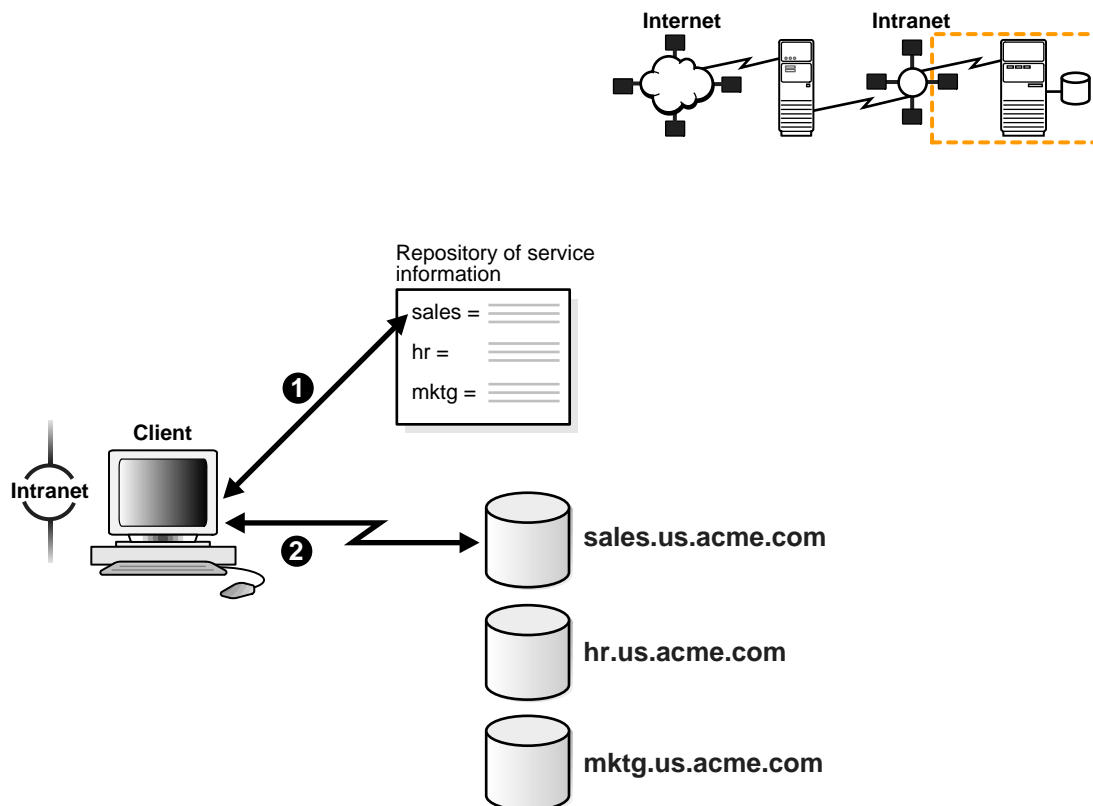 Internet
Intranet
Repository of service
information
sales =
hr =
mktg =
1
Client
Intranet
2
sales.us.acme.com
hr.us.acme.com
mktg.us.acme.com